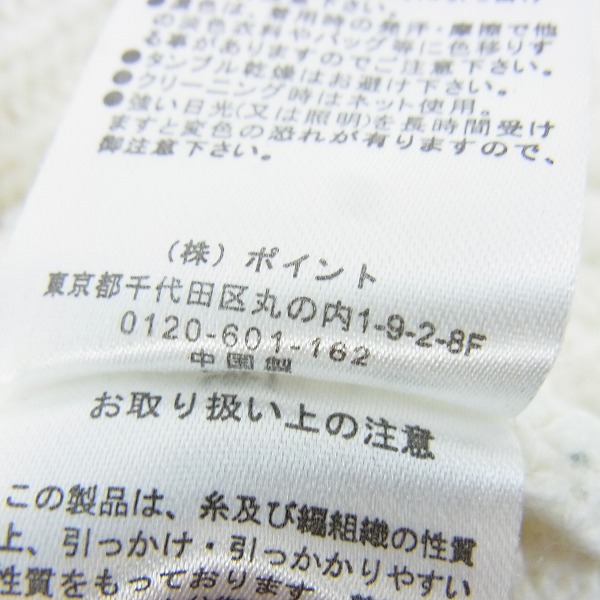 ●濃色は、着用時の発汗・摩擦で他
の淡色衣料やバッグ等に色移りす
る事がありますのでご注意下さい。
●タンブル乾燥はお避け下さい。
●クリーニング時はネット使用。
●強い日光(又は照明)を長時間受け
ますと変色の恐れが有りますので、
御注意下さい。
(株)ポイント
東京都千代田区丸の内1-9-2-8F
0120-601-162
中国製
お取り扱い上の注意
この製品は、糸及び編組織の性質
上、引っかけ・引っかかりやすい
性質をもっております